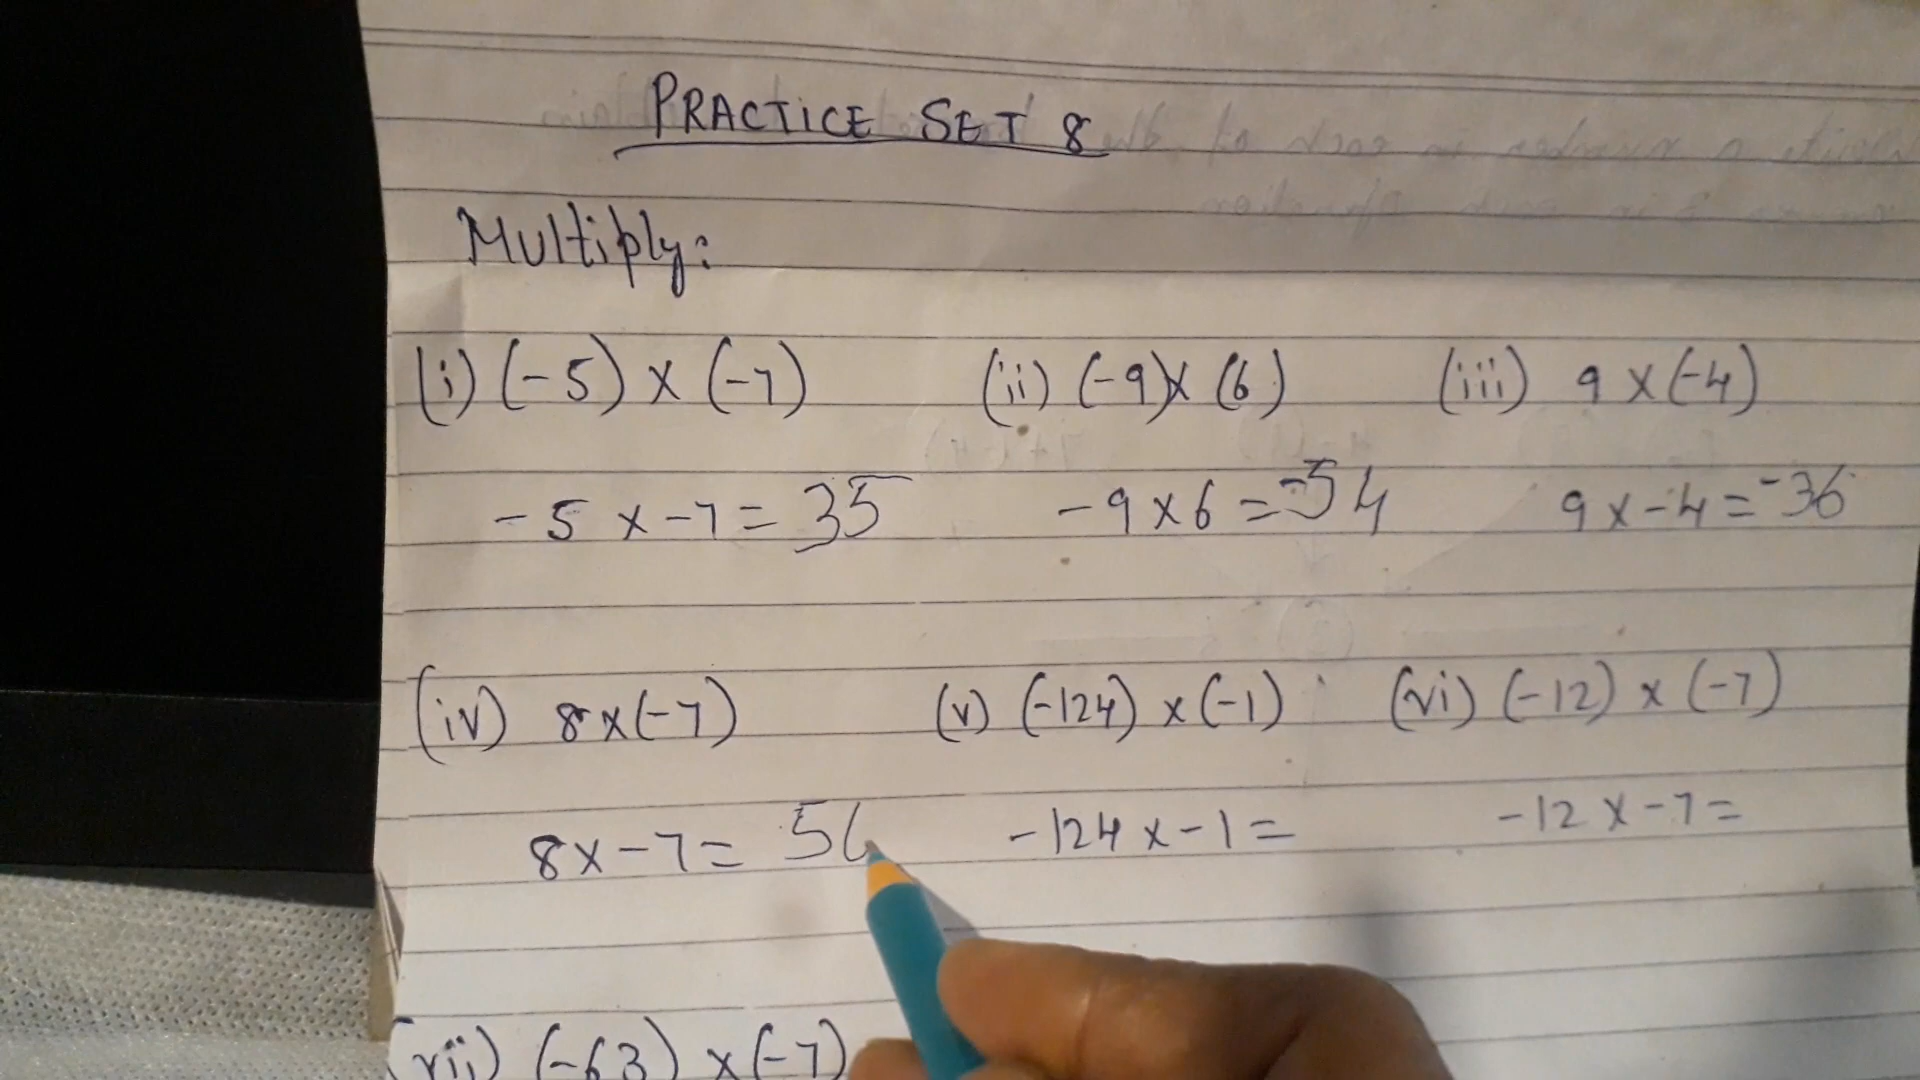 PRACTICE SET 8
Multiply:
(i) (-5) x (-7) (ii) (-9) x (6) (iii) 9 x (-4)
-5 x -7 = 35 -9 x 6 = -54 9 x -4 = -36
(iv) 8 x (-7) (v) (-124) x (-1) (vi) (-12) x (-7)
8 x -7 = 56 -124 x -1 = -12 x -7 =
(vii) (-63) x (-7)